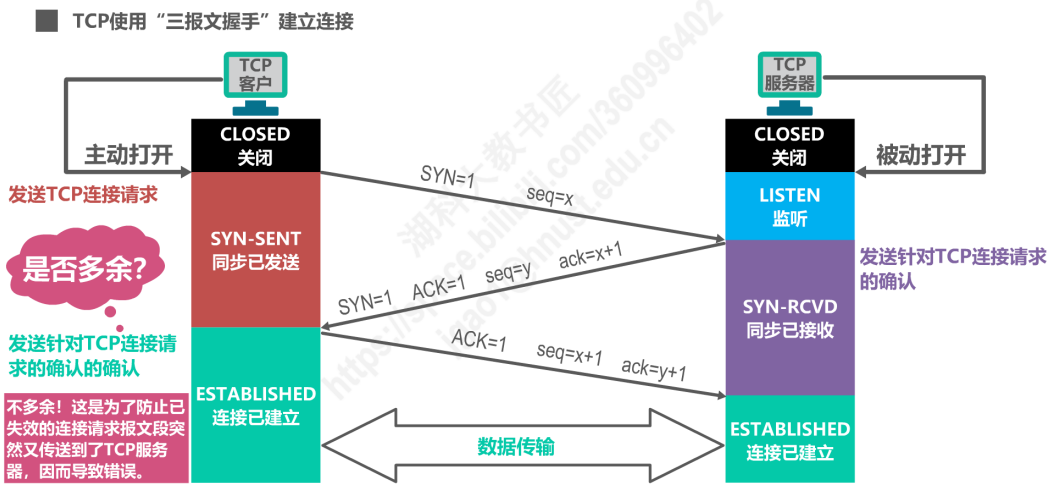 TCP使用“三报文握手”建立连接
TCP
客户
TCP
服务器
CLOSED
关闭
CLOSED
关闭
主动打开
被动打开
发送TCP连接请求
SYN=1 seq=x
LISTEN
监听
SYN-SENT
同步已发送
是否多余?
SYN=1 ACK=1 seq=y ack=x+1
发送针对TCP连接请求
的确认
SYN-RCVD
同步已接收
发送针对TCP连接请
求的确认的确认
ACK=1 seq=x+1 ack=y+1
ESTABLISHED
连接已建立
不多余！这是为了防止已
失效的连接请求报文段突
然又传送到了TCP服务
器，因而导致错误。
数据传输
ESTABLISHED
连接已建立
湖科大教书匠